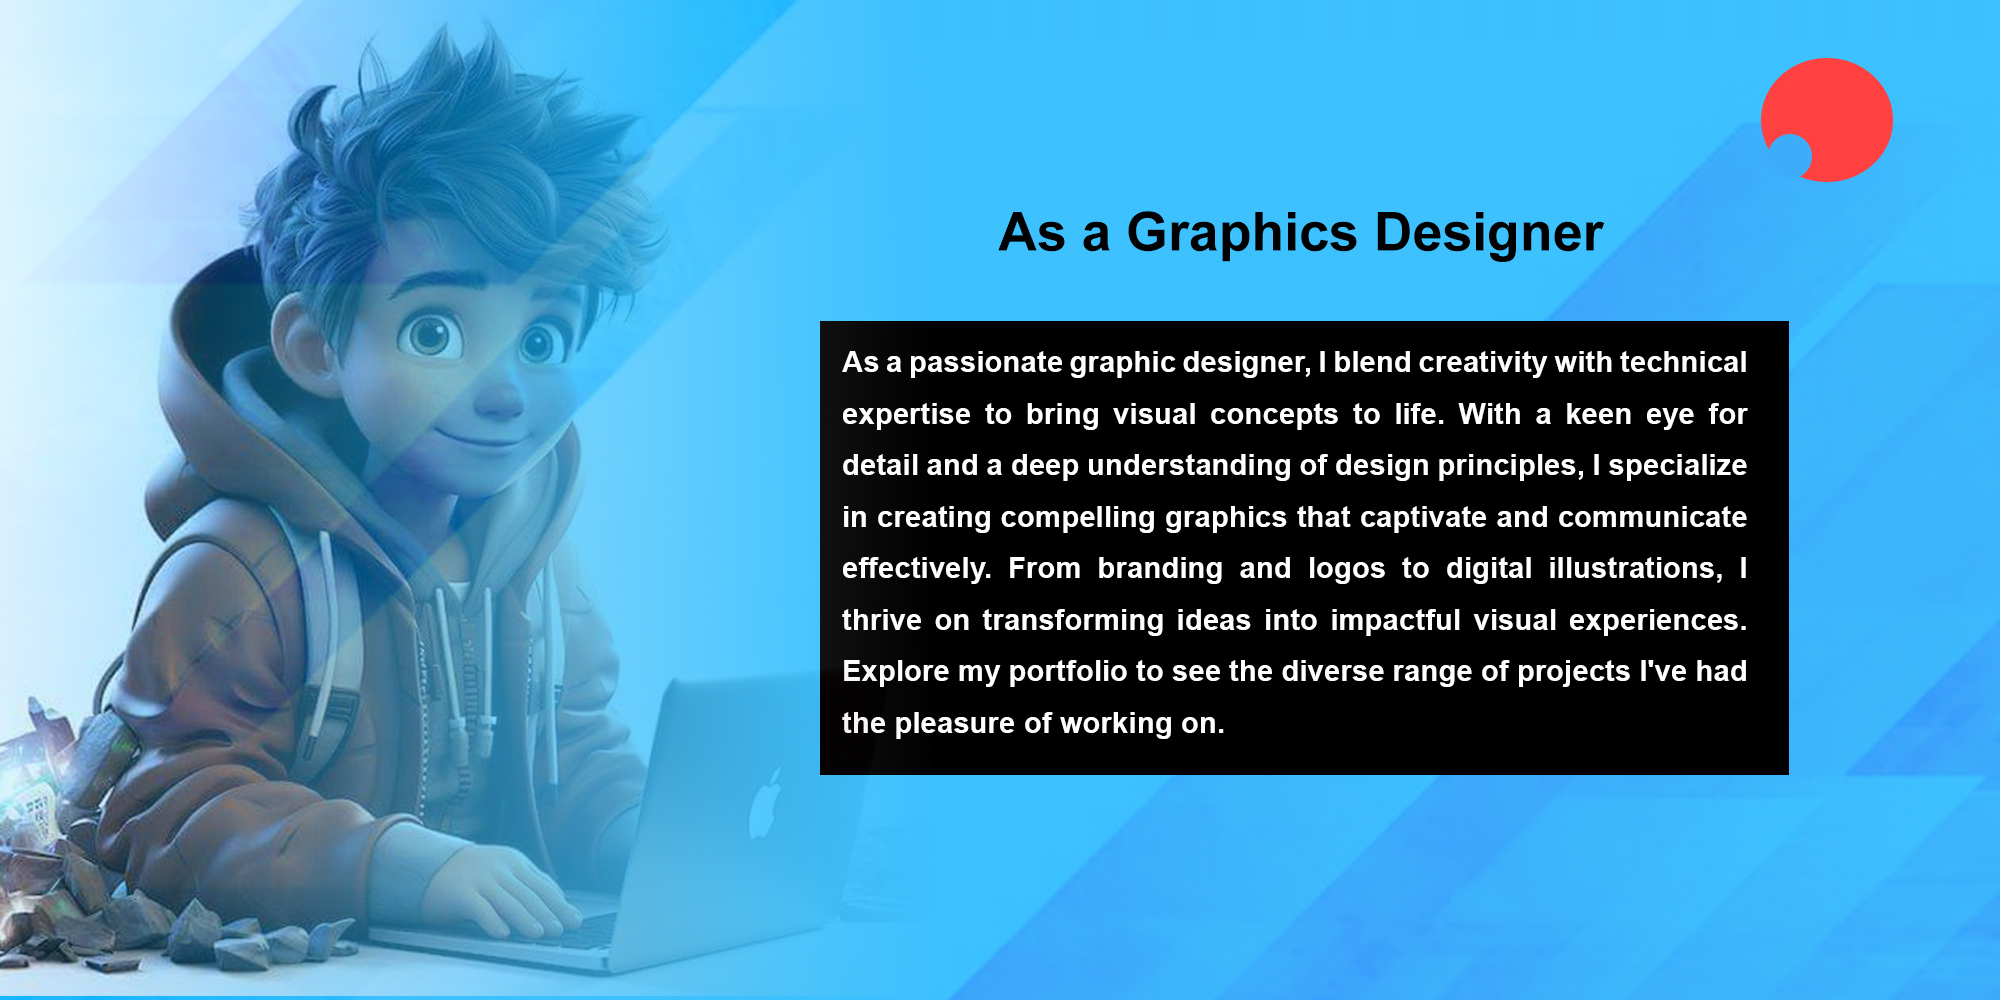 As a Graphics Designer
As a passionate graphic designer, I blend creativity with technical
expertise to bring visual concepts to life. With a keen eye for
detail and a deep understanding of design principles, I specialize
in creating compelling graphics that captivate and communicate
effectively. From branding and logos to digital illustrations, I
thrive on transforming ideas into impactful visual experiences.
Explore my portfolio to see the diverse range of projects I've had
the pleasure of working on.